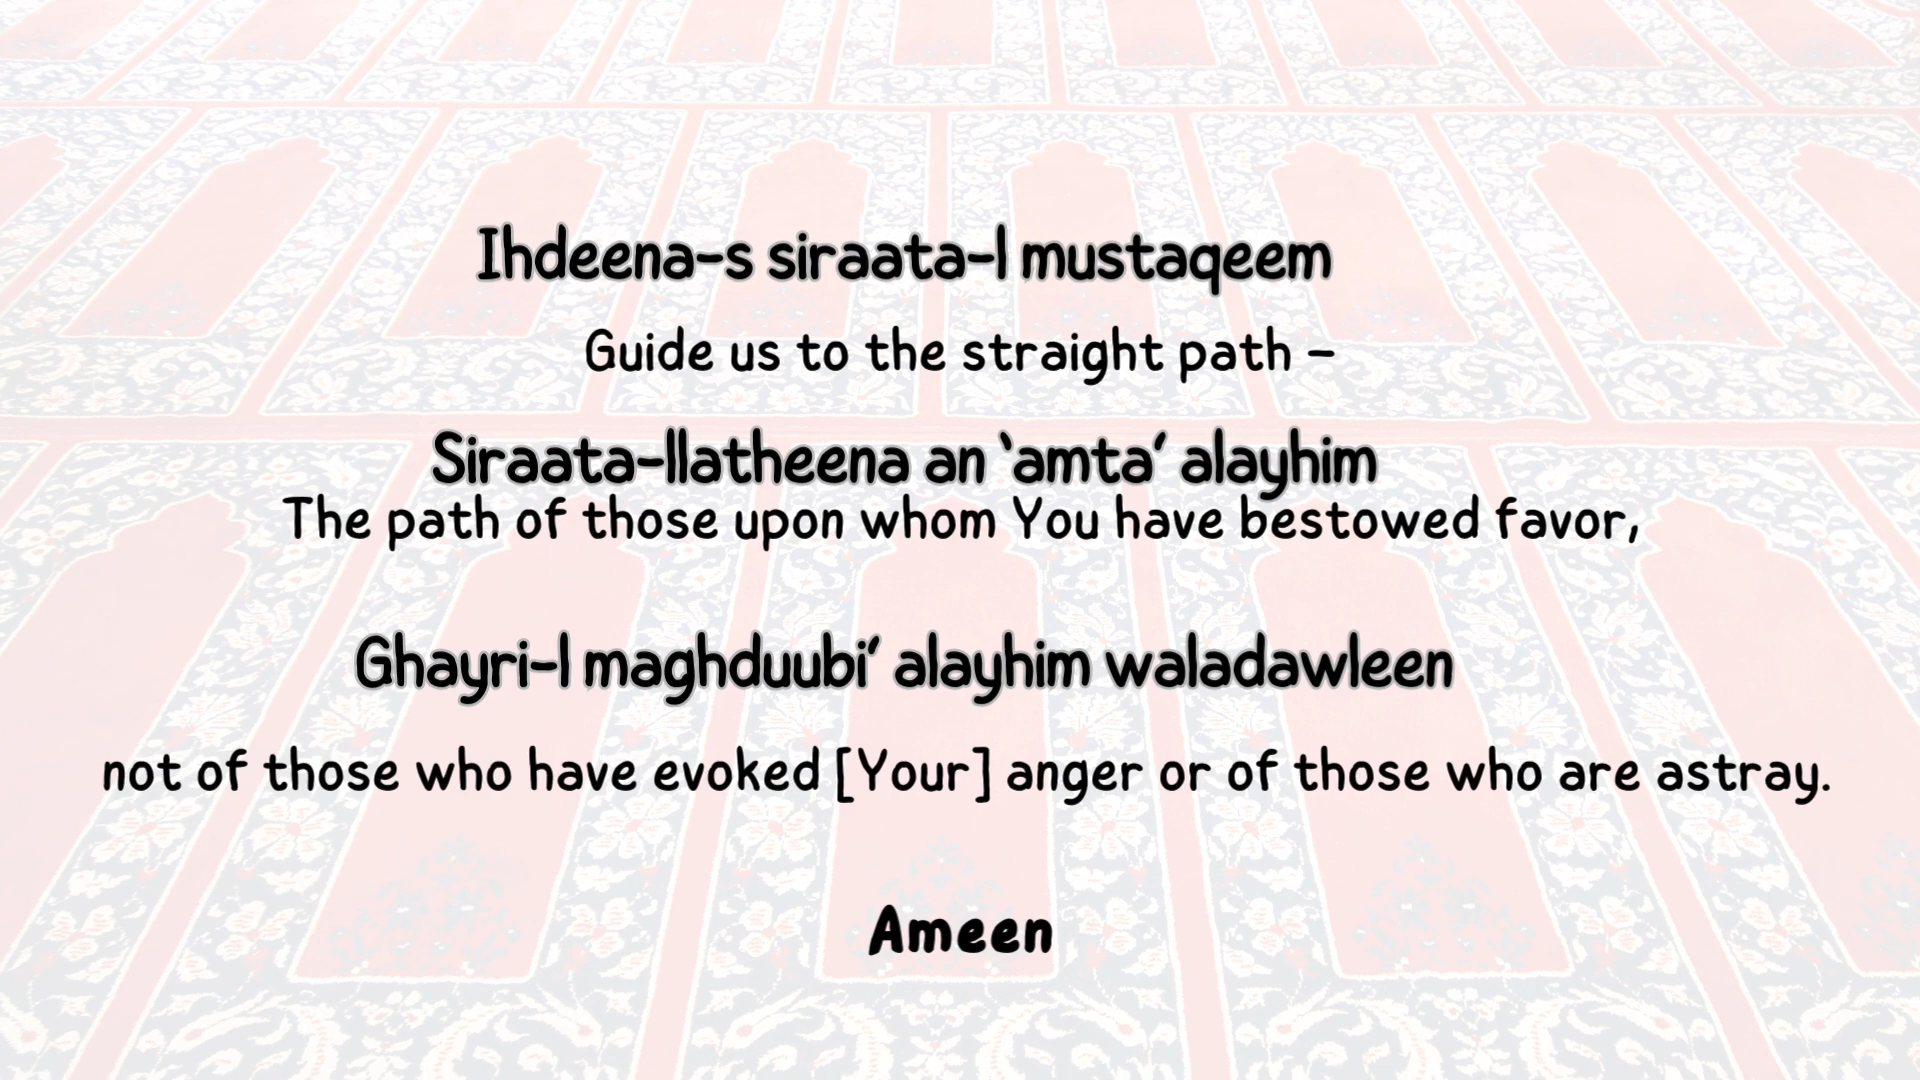 Ihdeena-s siraata-l mustaqeem
Guide us to the straight path –
Siraata-llatheena an ‘amta’ alayhim
The path of those upon whom You have bestowed favor,
Ghayri-l maghduubi’ alayhim waladawleen
not of those who have evoked [Your] anger or of those who are astray.
Ameen